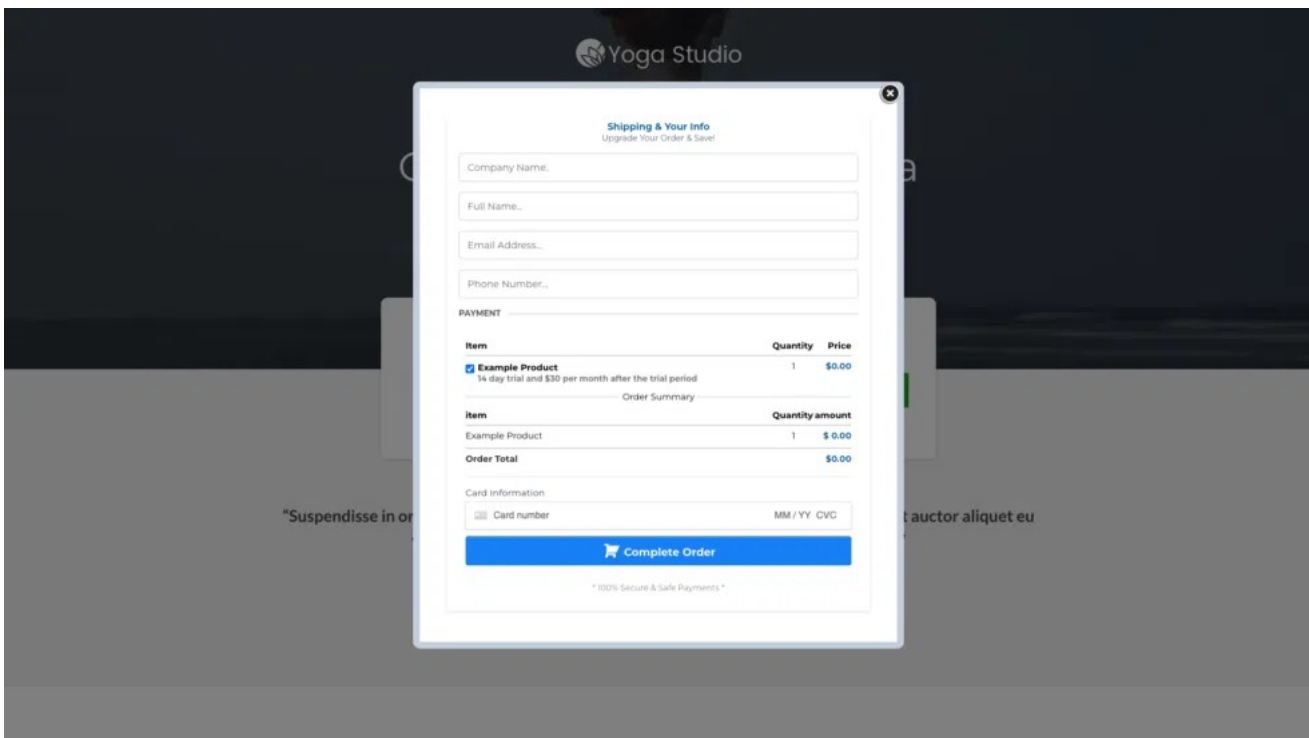 Yoga Studio
Shipping & Your Info
Upgrade Your Order & Save!
Company Name,
Full Name...
Email Address...
Phone Number...
PAYMENT
Item Quantity Price
Example Product 1 $0.00
14 day trial and $30 per month after the trial period
Order Summary
item Quantity amount
Example Product 1 $ 0.00
Order Total $0.00
Card Information
Card number MM / YY CVC
Complete Order
* 100% Secure & Safe Payments *
“Suspendisse in
auctor aliquet eu